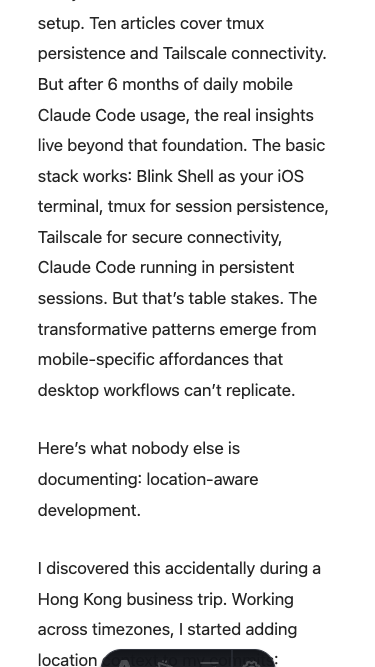 setup. Ten articles cover tmux
persistence and Tailscale connectivity.
But after 6 months of daily mobile
Claude Code usage, the real insights
live beyond that foundation. The basic
stack works: Blink Shell as your iOS
terminal, tmux for session persistence,
Tailscale for secure connectivity,
Claude Code running in persistent
sessions. But that’s table stakes. The
transformative patterns emerge from
mobile-specific affordances that
desktop workflows can’t replicate.
Here’s what nobody else is
documenting: location-aware
development.
I discovered this accidentally during a
Hong Kong business trip. Working
across timezones, I started adding
location